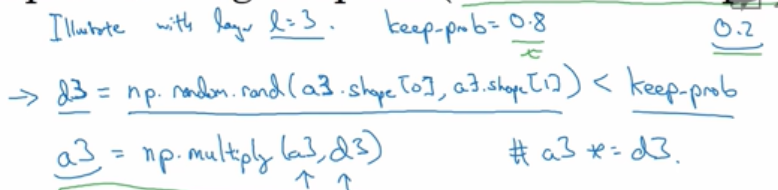 Illustrate with layer l=3. keep-prob = 0.8 0.2
→ d3 = np.random.rand(a3.shape[0], a3.shape[1]) < keep-prob
a3 = np.multiply(a3, d3) # a3 *= d3.